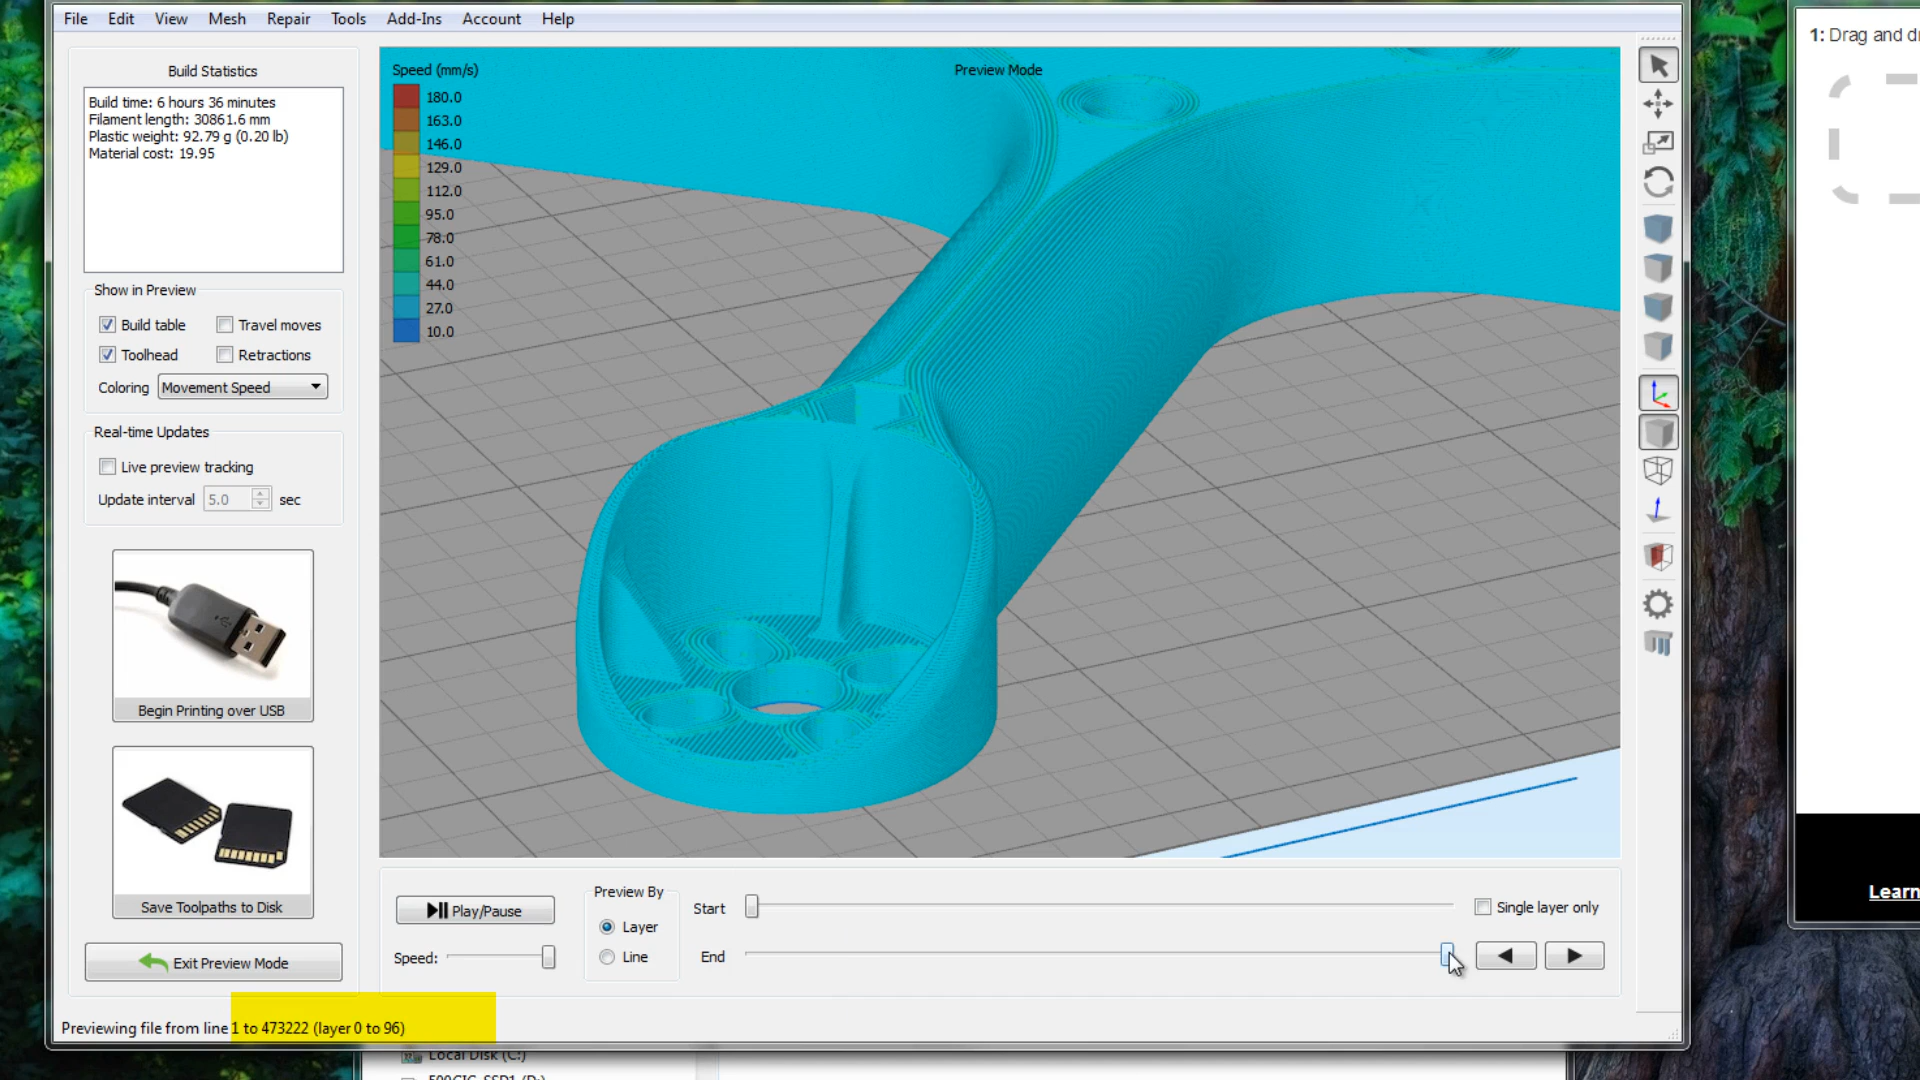 File Edit View Mesh Repair Tools Add-Ins Account Help
Build Statistics
Build time: 6 hours 36 minutes
Filament length: 30861.6 mm
Plastic weight: 92.79 g (0.20 lb)
Material cost: 19.95
Show in Preview
Build table Travel moves
Toolhead Retractions
Coloring Movement Speed
Real-time Updates
Live preview tracking
Update interval 5.0 sec
Begin Printing over USB
Save Toolpaths to Disk
Exit Preview Mode
Speed (mm/s)
180.0
163.0
146.0
129.0
112.0
95.0
78.0
61.0
44.0
27.0
10.0
Preview Mode
Play/Pause
Speed:
Preview By
Layer
Line
Start
End
Single layer only
Previewing file from line 1 to 473222 (layer 0 to 96)
Local Disk (C:)
1: Drag and
Learn